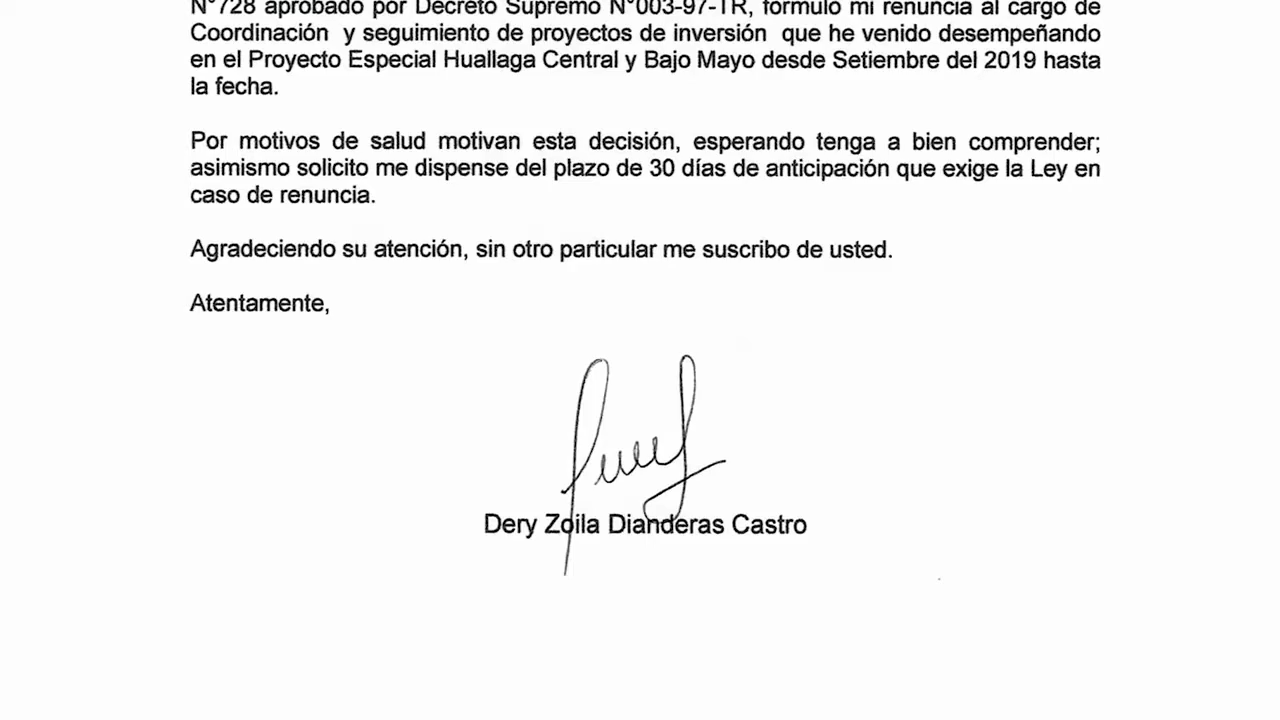 N°728 aprobado por Decreto Supremo N°003-97-TR, formulo mi renuncia al cargo de
Coordinación y seguimiento de proyectos de inversión que he venido desempeñando
en el Proyecto Especial Huallaga Central y Bajo Mayo desde Setiembre del 2019 hasta
la fecha.
Por motivos de salud motivan esta decisión, esperando tenga a bien comprender;
asimismo solicito me dispense del plazo de 30 días de anticipación que exige la Ley en
caso de renuncia.
Agradeciendo su atención, sin otro particular me suscribo de usted.
Atentamente,
Dery Zoila Dianderas Castro